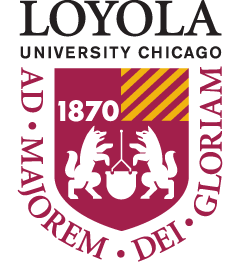 LOYOLA
UNIVERSITY CHICAGO
1870
AD • MAJOREM • DEI • GLORIAM